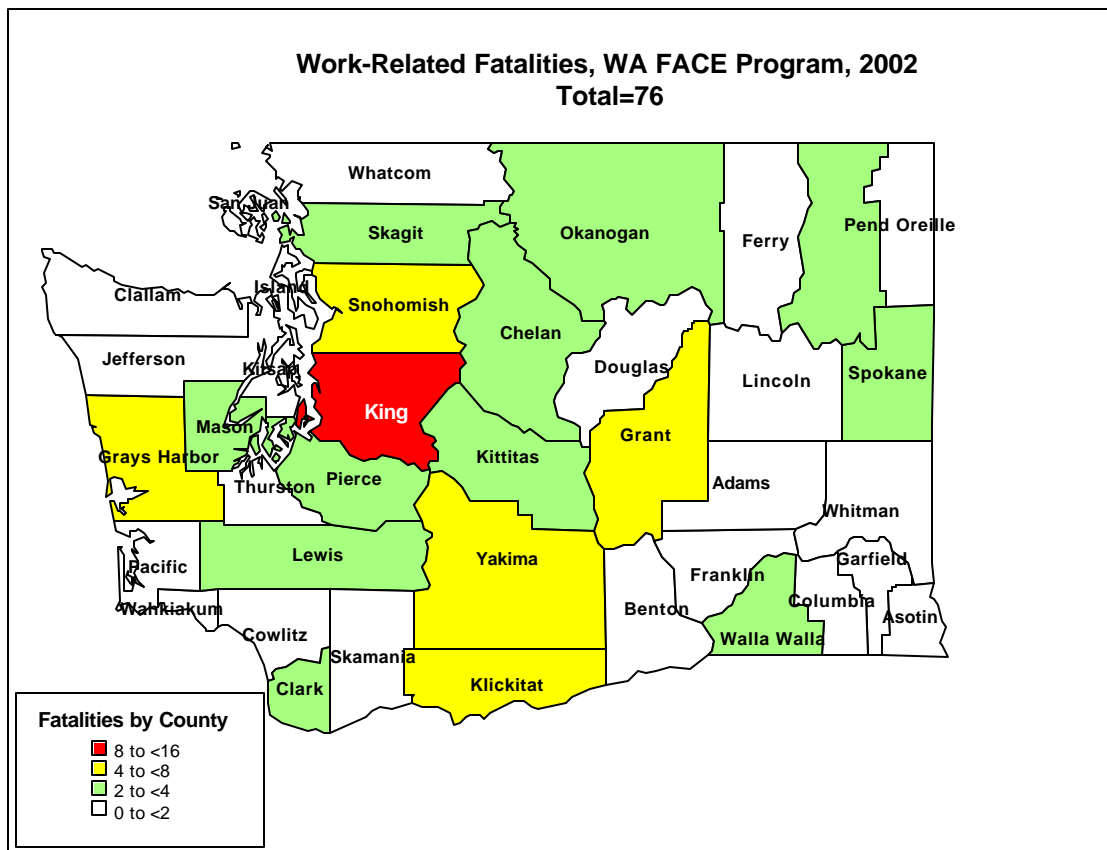 Work-Related Fatalities, WA FACE Program, 2002
Total=76
Whatcom
San Juan
Skagit
Okanogan
Ferry
Pend Oreille
Clallam
Island
Snohomish
Chelan
Jefferson
Kitsap
Douglas
Lincoln
Spokane
King
Mason
Grant
Grays Harbor
Kittitas
Pierce
Thurston
Adams
Whitman
Lewis
Yakima
Pacific
Garfield
Franklin
Columbia
Wahkiakum
Benton
Asotin
Cowlitz
Walla Walla
Skamania
Clark
Klickitat
Fatalities by County
8 to <16
4 to <8
2 to <4
0 to <2